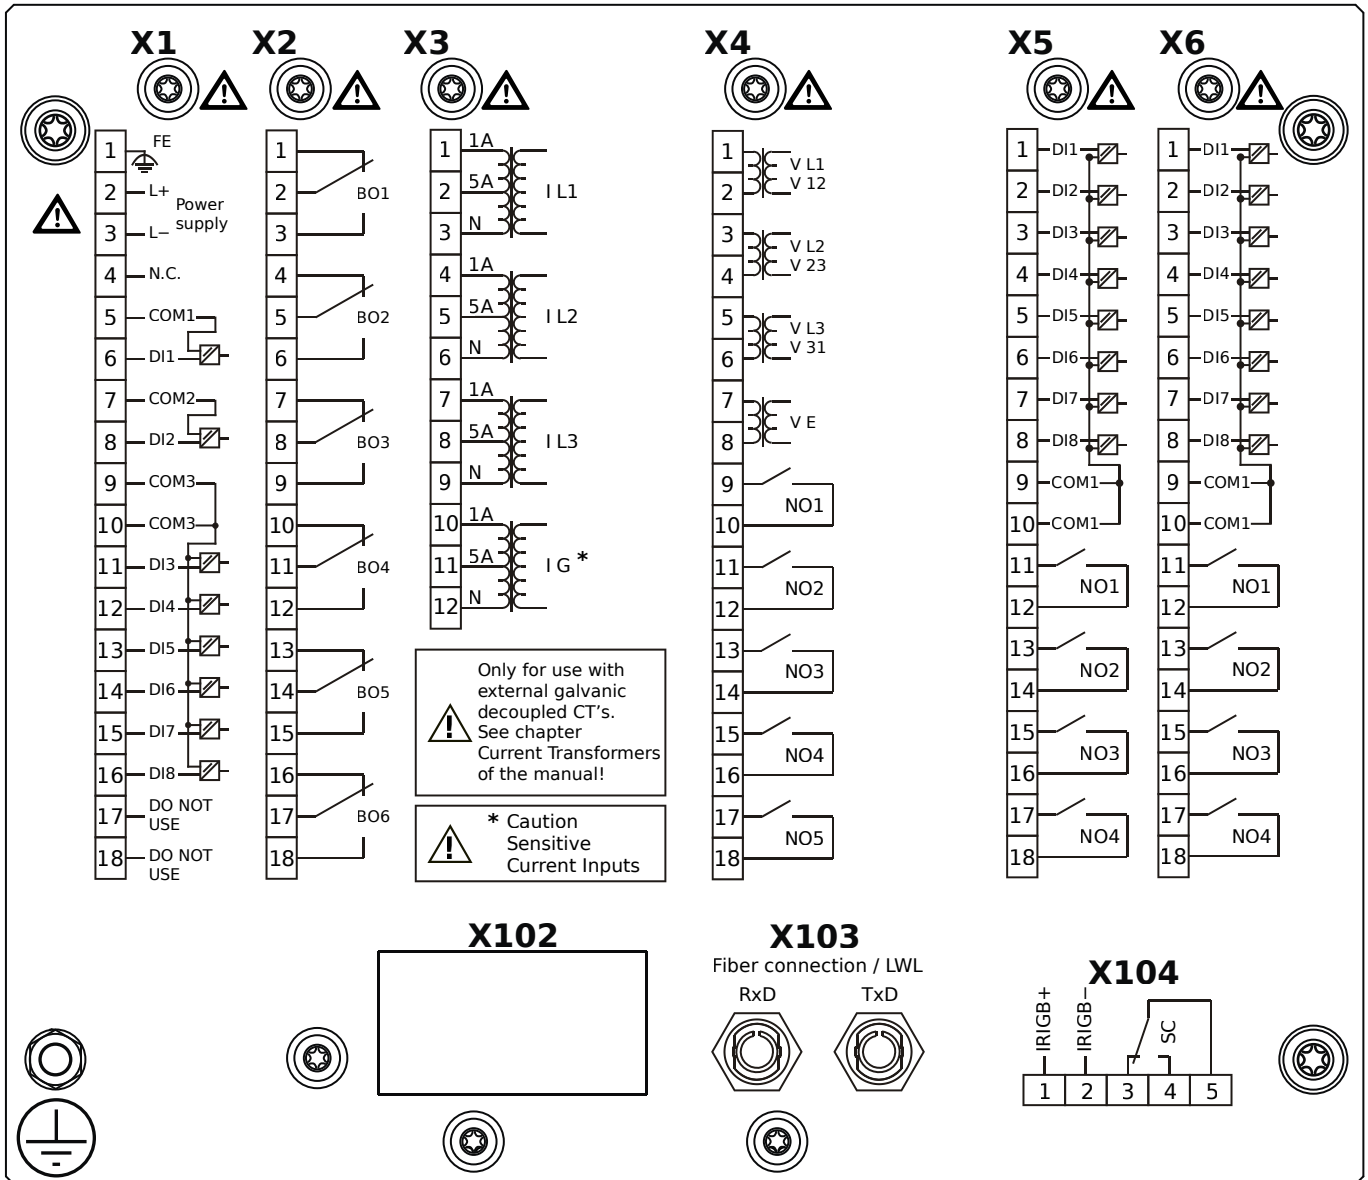 X1
X2
X3
X4
X5
X6
1 FE
2 L+
Power
supply
3 L−
4 N.C.
5 COM1
6 DI1
7 COM2
8 DI2
9 COM3
10 COM3
11 DI3
12 DI4
13 DI5
14 DI6
15 DI7
16 DI8
17 DO NOT
USE
18 DO NOT
USE
1
2 BO1
3
4
5 BO2
6
7
8 BO3
9
10
11 BO4
12
13
14 BO5
15
16
17 BO6
18
1 1A
2 5A I L1
3 N
4 1A
5 5A I L2
6 N
7 1A
8 5A I L3
9 N
10 1A
11 5A I G *
12 N
Only for use with
external galvanic
decoupled CT's.
See chapter
Current Transformers
of the manual!
* Caution
Sensitive
Current Inputs
1 V L1
2 V 12
3 V L2
4 V 23
5 V L3
6 V 31
7
V E
8
9
NO1
10
11
NO2
12
13
NO3
14
15
NO4
16
17
NO5
18
1 DI1
2 DI2
3 DI3
4 DI4
5 DI5
6 DI6
7 DI7
8 DI8
9 COM1
10 COM1
11
NO1
12
13
NO2
14
15
NO3
16
17
NO4
18
1 DI1
2 DI2
3 DI3
4 DI4
5 DI5
6 DI6
7 DI7
8 DI8
9 COM1
10 COM1
11
NO1
12
13
NO2
14
15
NO3
16
17
NO4
18
X102
X103
Fiber connection / LWL
RxD TxD
X104
IRIGB+
IRIGB−
SC
1 2 3 4 5